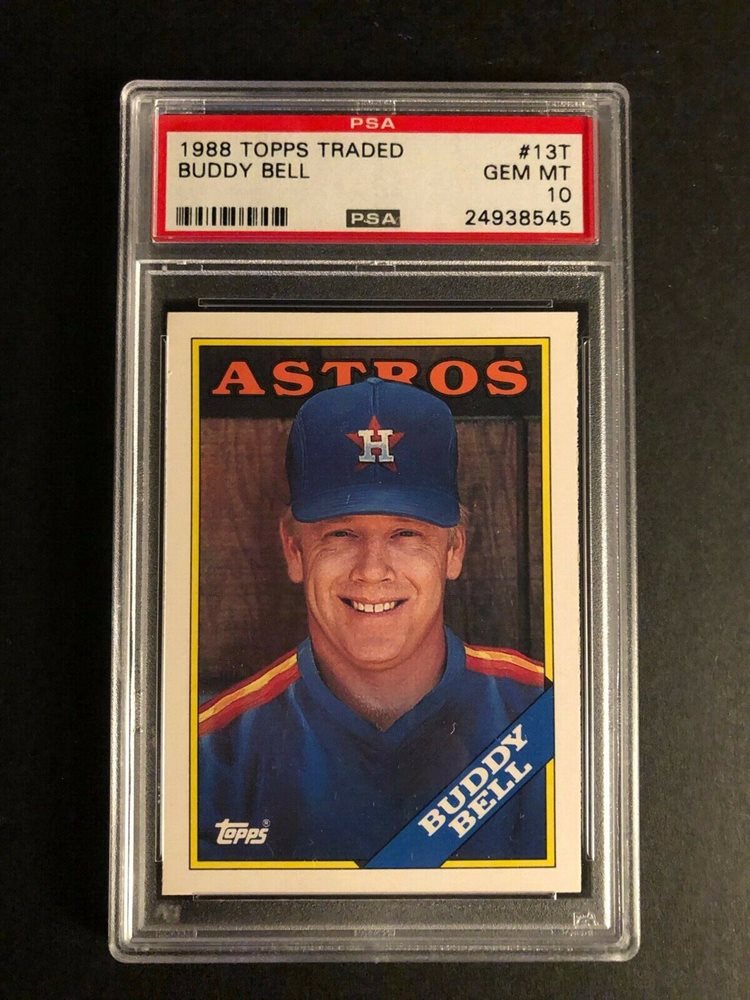 PSA
1988 TOPPS TRADED #13T
BUDDY BELL GEM MT
10
PSA 24938545
ASTROS
H
BUDDY
BELL
topps®